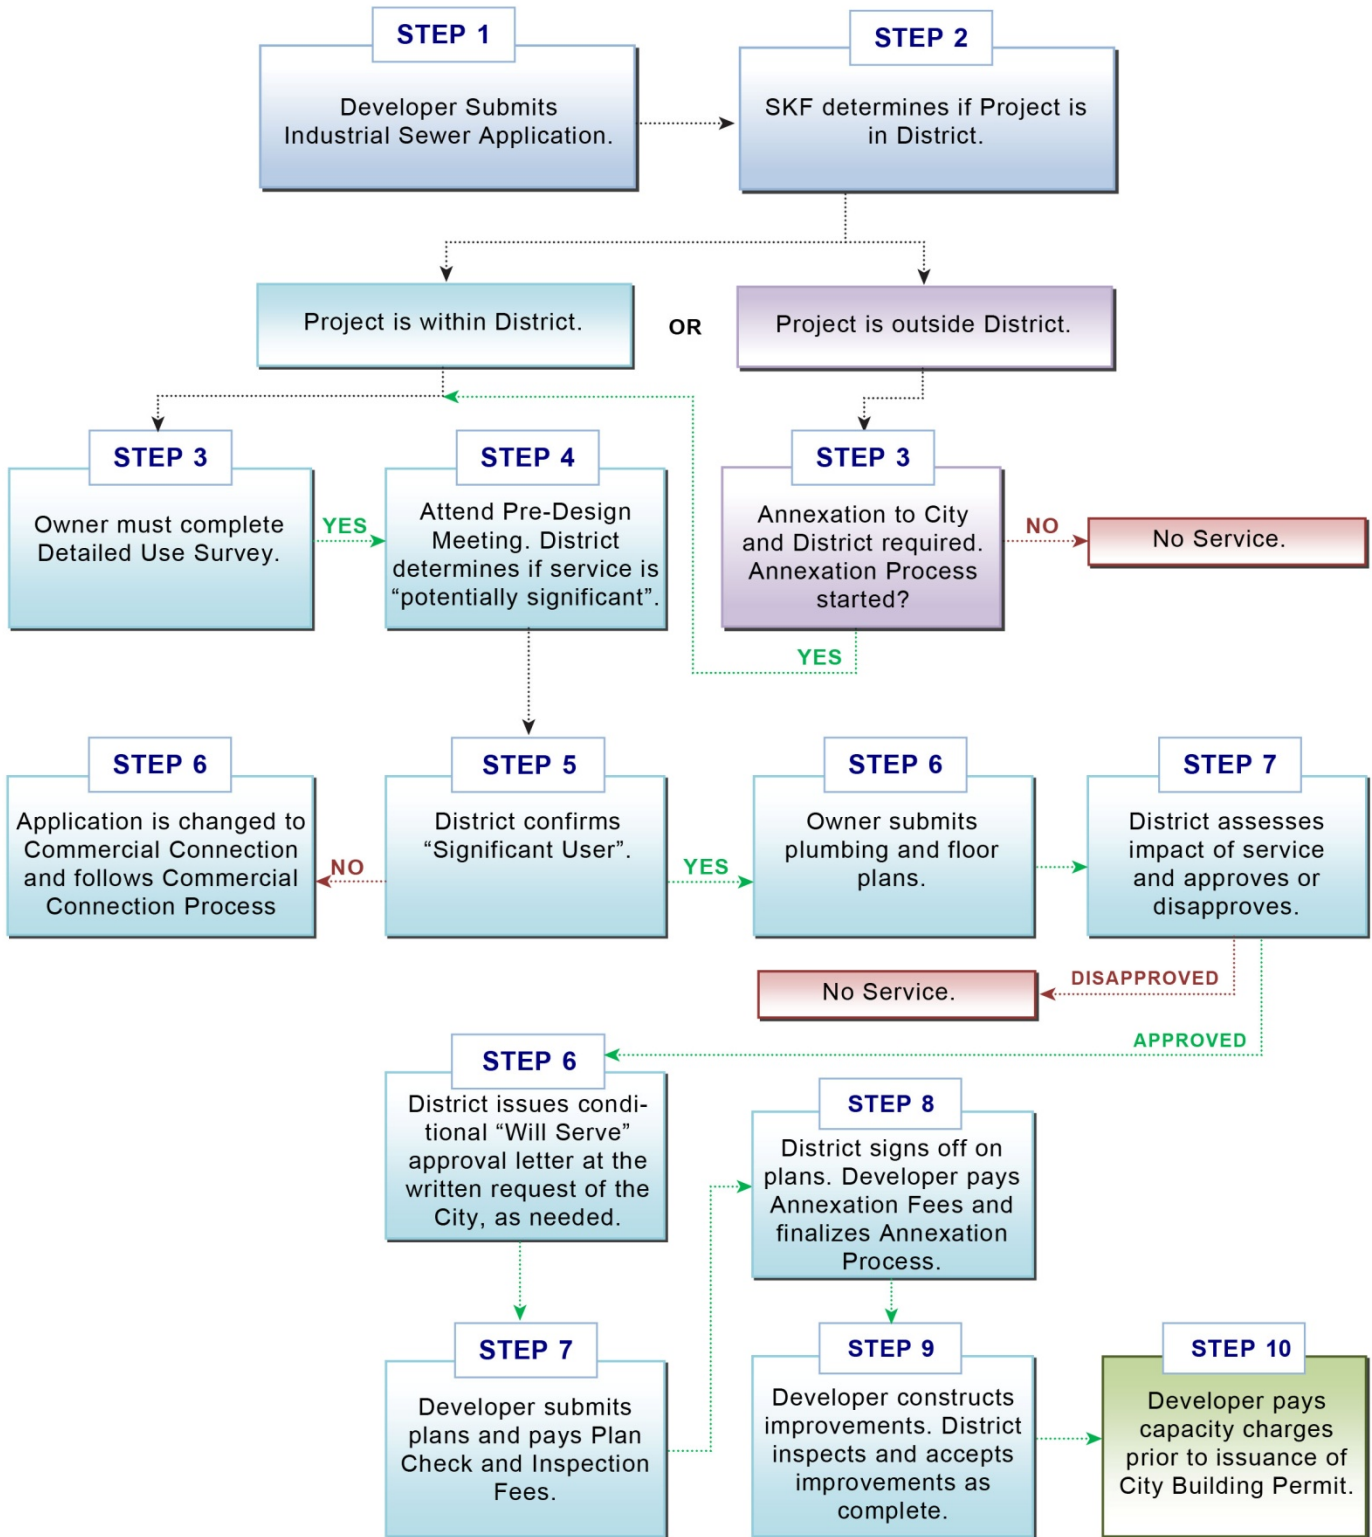 STEP 1
Developer Submits
Industrial Sewer Application.
STEP 2
SKF determines if Project is
in District.
Project is within District.
OR
Project is outside District.
STEP 3
Owner must complete
Detailed Use Survey.
YES
STEP 4
Attend Pre-Design
Meeting. District
determines if service is
“potentially significant”.
STEP 3
Annexation to City
and District required.
Annexation Process
started?
NO
No Service.
YES
STEP 6
Application is changed to
Commercial Connection
and follows Commercial
Connection Process
NO
STEP 5
District confirms
“Significant User”.
YES
STEP 6
Owner submits
plumbing and floor
plans.
STEP 7
District assesses
impact of service
and approves or
disapproves.
No Service.
DISAPPROVED
APPROVED
STEP 6
District issues condi-
tional “Will Serve”
approval letter at the
written request of the
City, as needed.
STEP 8
District signs off on
plans. Developer pays
Annexation Fees and
finalizes Annexation
Process.
STEP 7
Developer submits
plans and pays Plan
Check and Inspection
Fees.
STEP 9
Developer constructs
improvements. District
inspects and accepts
improvements as
complete.
STEP 10
Developer pays
capacity charges
prior to issuance of
City Building Permit.